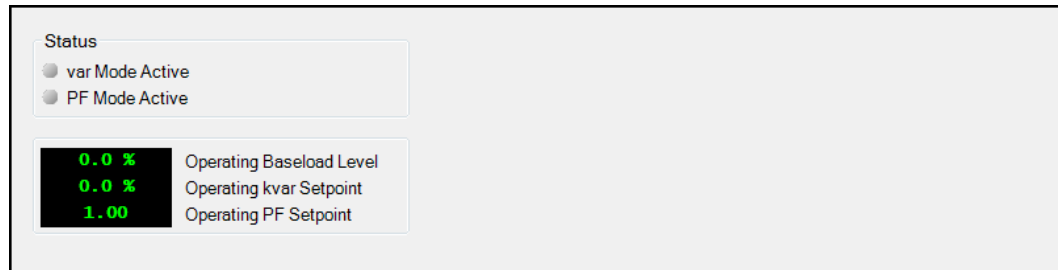 Status
var Mode Active
PF Mode Active
0.0 % Operating Baseload Level
0.0 % Operating kvar Setpoint
1.00 Operating PF Setpoint